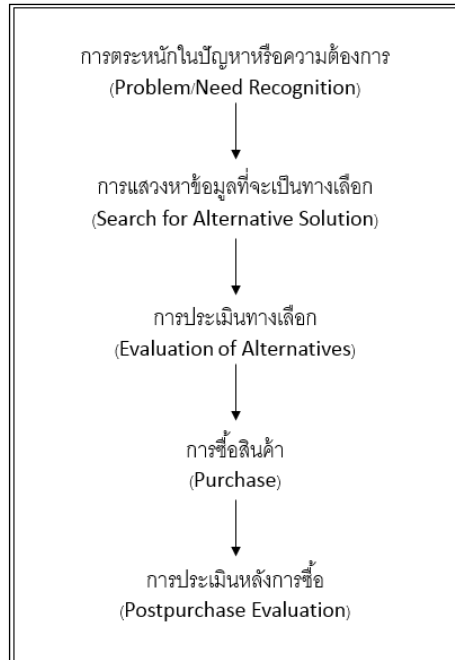 การตระหนักในปัญหาหรือความต้องการ
(Problem/Need Recognition)
การแสวงหาข้อมูลที่จะเป็นทางเลือก
(Search for Alternative Solution)
การประเมินทางเลือก
(Evaluation of Alternatives)
การซื้อสินค้า
(Purchase)
การประเมินหลังการซื้อ
(Postpurchase Evaluation)